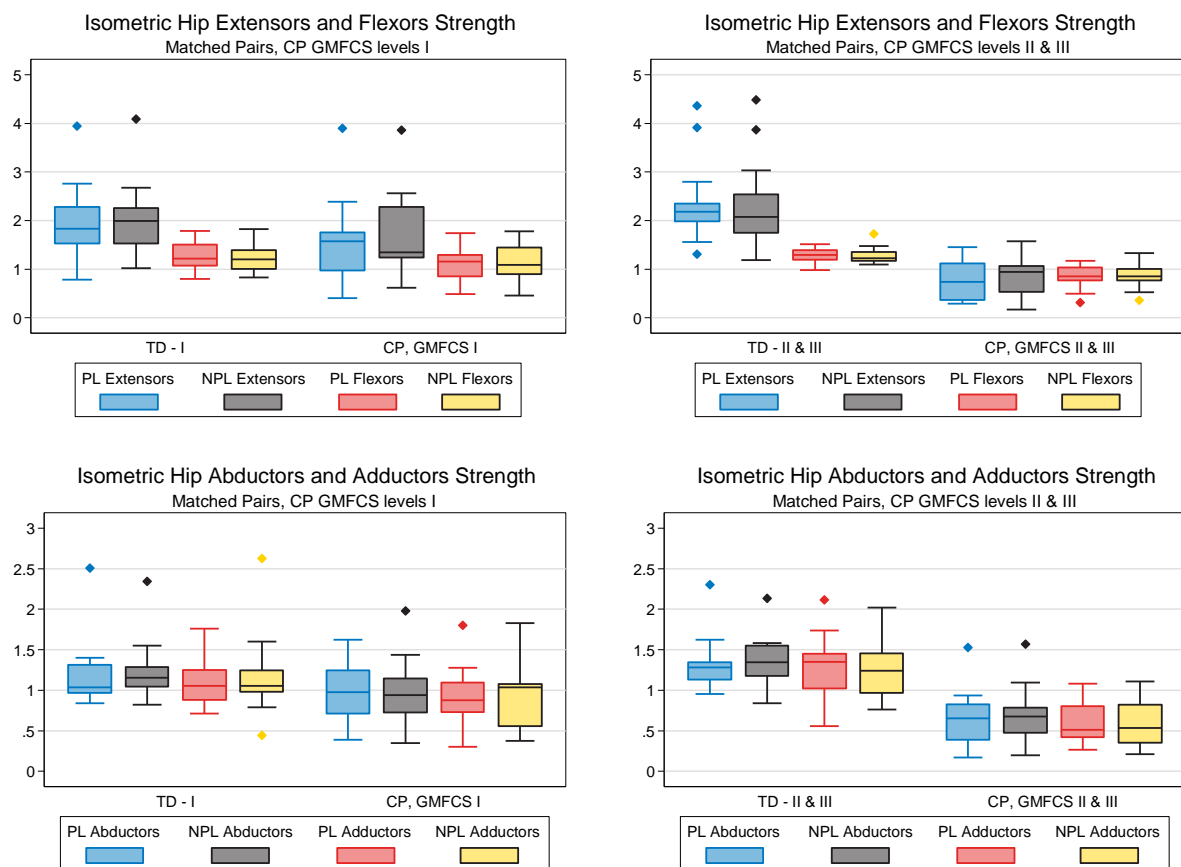 Isometric Hip Extensors and Flexors Strength
Matched Pairs, CP GMFCS levels I
5
4
3
2
1
0
TD - I
CP, GMFCS I
PL Extensors
NPL Extensors
PL Flexors
NPL Flexors
Isometric Hip Extensors and Flexors Strength
Matched Pairs, CP GMFCS levels II & III
5
4
3
2
1
0
TD - II & III
CP, GMFCS II & III
PL Extensors
NPL Extensors
PL Flexors
NPL Flexors
Isometric Hip Abductors and Adductors Strength
Matched Pairs, CP GMFCS levels I
3
2.5
2
1.5
1
.5
0
TD - I
CP, GMFCS I
PL Abductors
NPL Abductors
PL Adductors
NPL Adductors
Isometric Hip Abductors and Adductors Strength
Matched Pairs, CP GMFCS levels II & III
3
2.5
2
1.5
1
.5
0
TD - II & III
CP, GMFCS II & III
PL Abductors
NPL Abductors
PL Adductors
NPL Adductors